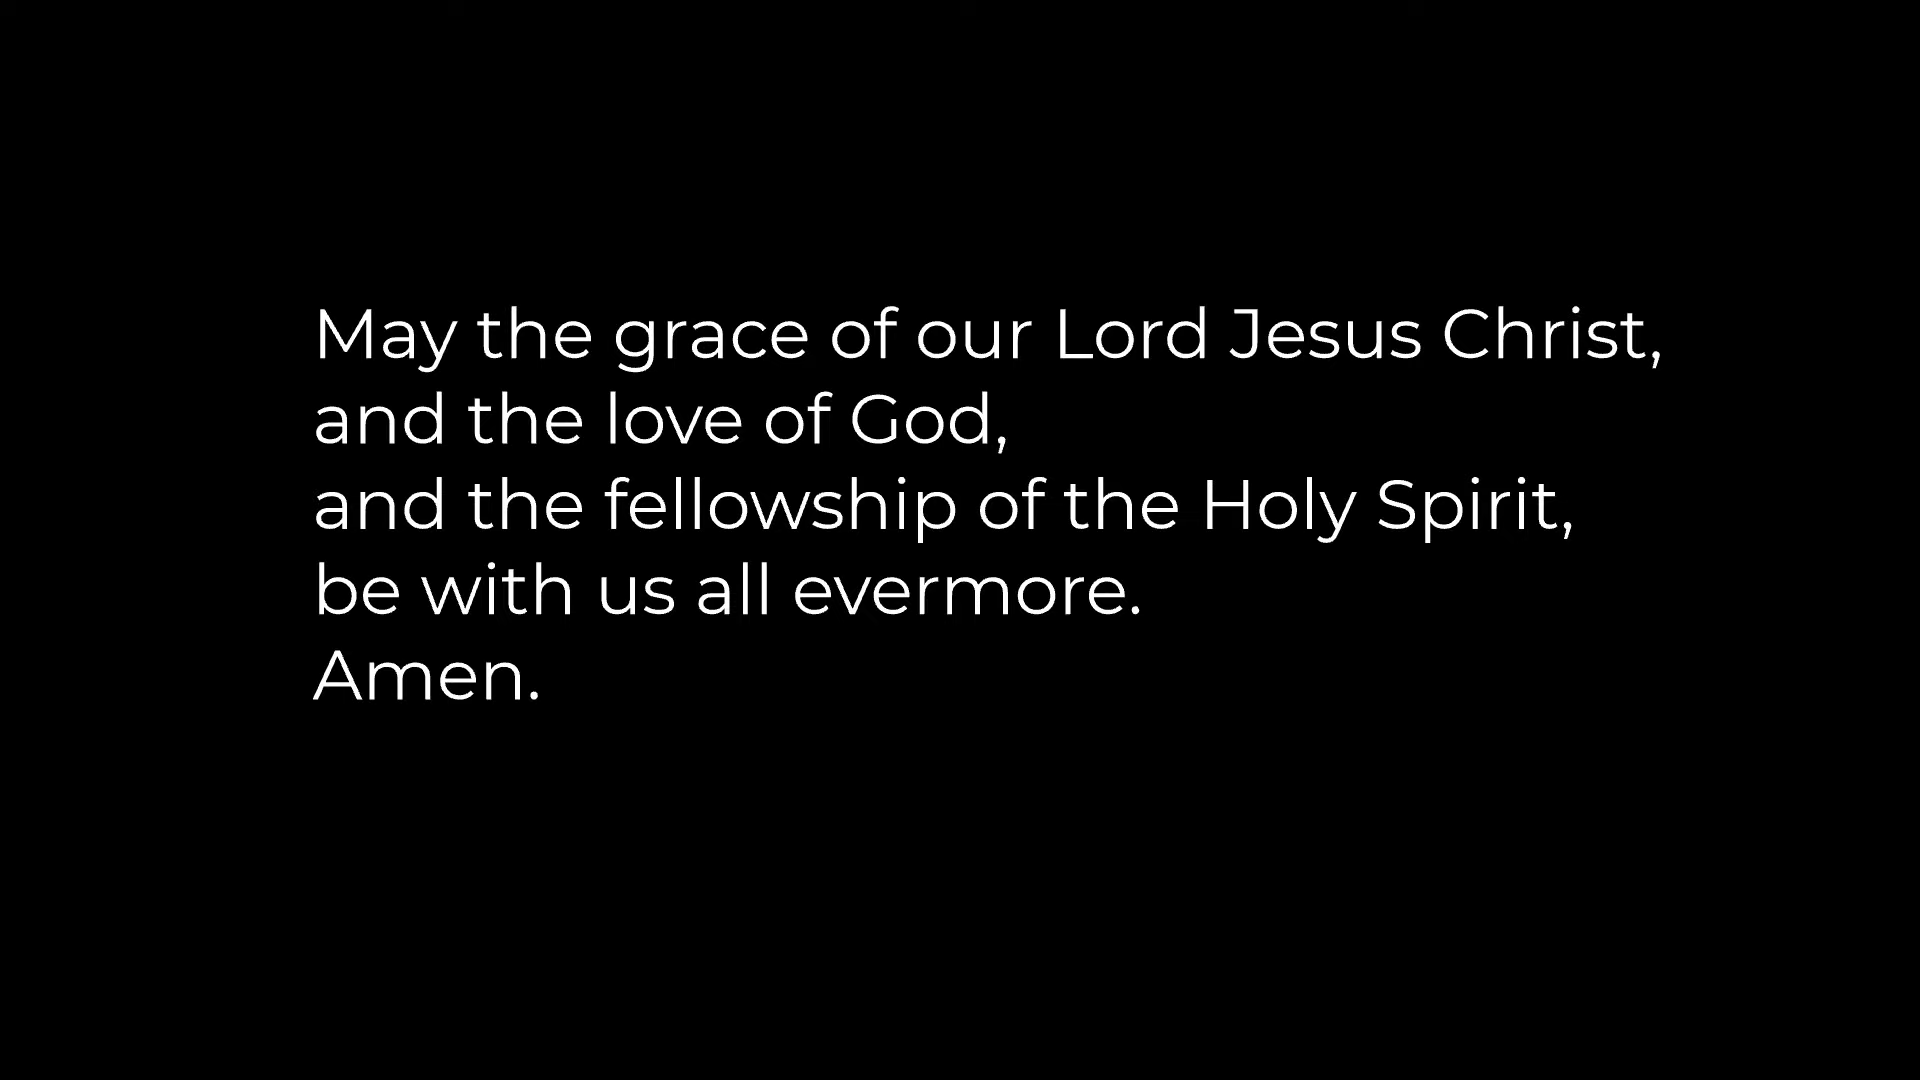 May the grace of our Lord Jesus Christ,
and the love of God,
and the fellowship of the Holy Spirit,
be with us all evermore.
Amen.